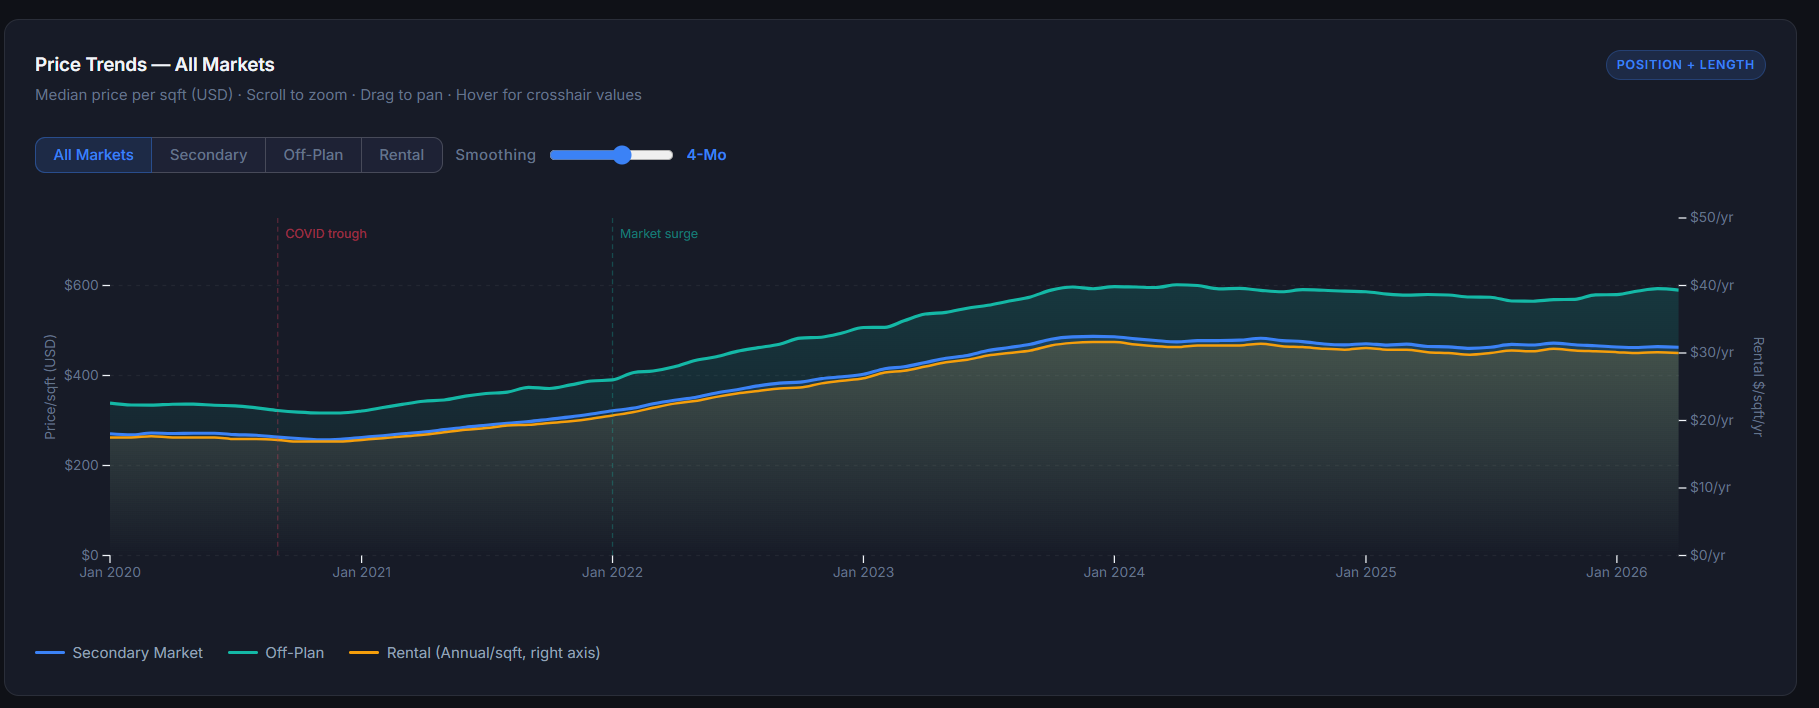 Price Trends — All Markets
POSITION + LENGTH
Median price per sqft (USD) · Scroll to zoom · Drag to pan · Hover for crosshair values
All Markets Secondary Off-Plan Rental Smoothing 4-Mo
$50/yr
COVID trough
Market surge
$600
$40/yr
$400
$30/yr
$200
$20/yr
$10/yr
$0
$0/yr
Price/sqft (USD)
Rental $/sqft/yr
Jan 2020 Jan 2021 Jan 2022 Jan 2023 Jan 2024 Jan 2025 Jan 2026
Secondary Market Off-Plan Rental (Annual/sqft, right axis)